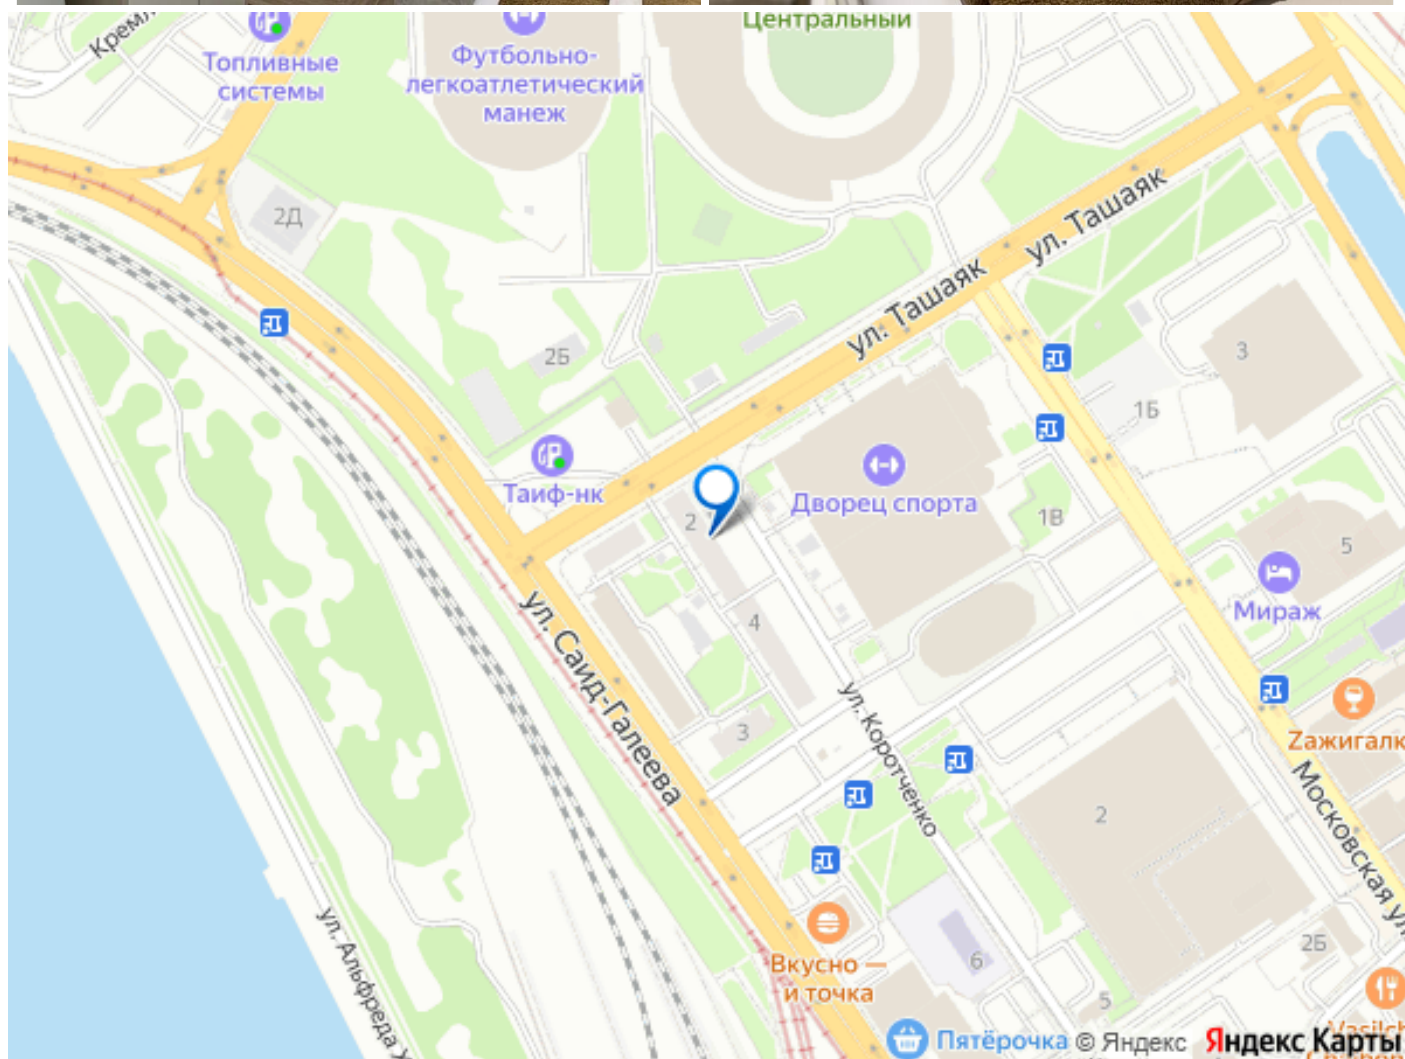 Центральный
Кремл
Топливные
системы
Футбольно-
легкоатлетический
манеж
2Д
ул. Ташаяк
ул. Ташаяк
2Б
3
1Б
Таиф-нк
2
Дворец спорта
1В
5
Мираж
4
ул. Саид-Галеева
3
ул. Коротченко
Zажигалк
Московская ул.
2
ул. Альфреда Х
Вкусно —
и точка
6
2Б
5
Пятёрочка
© Яндекс
Яндекс Карты